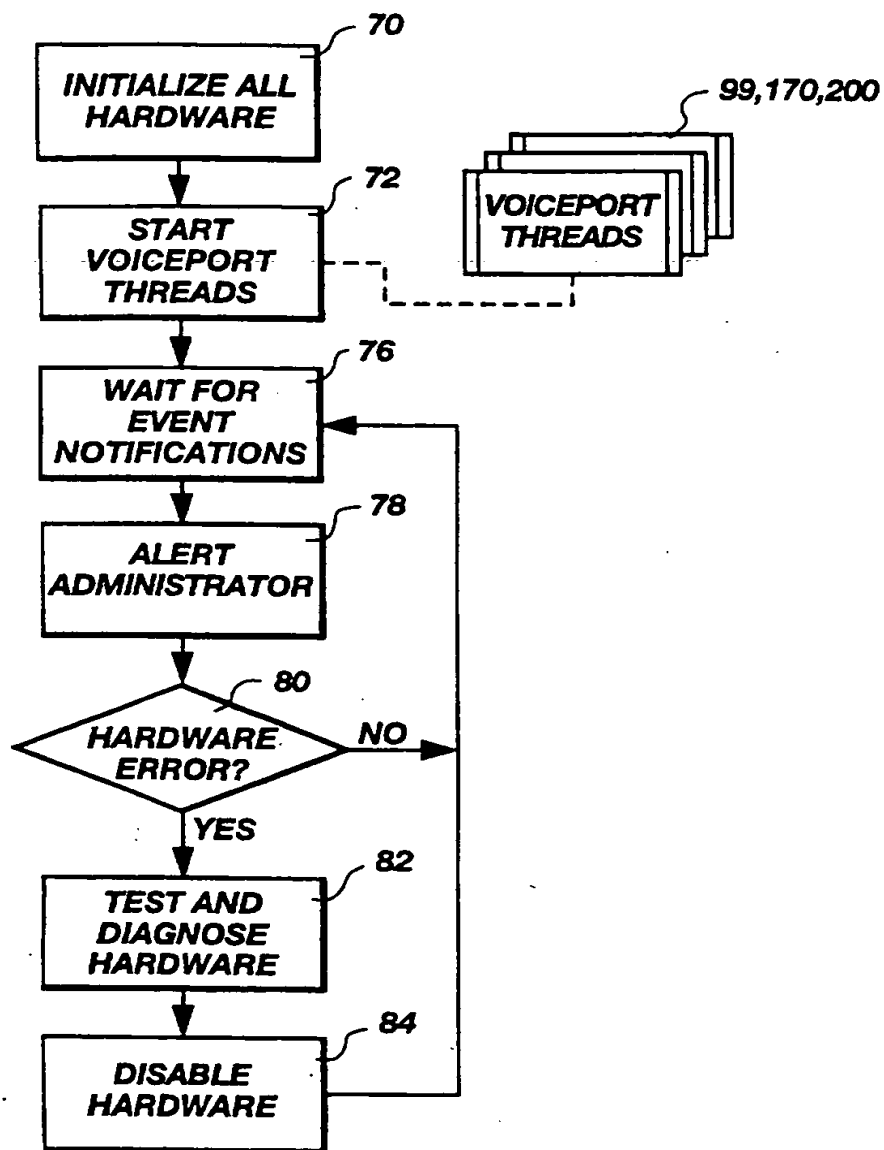 70
INITIALIZE ALL
HARDWARE
99,170,200
VOICEPORT
THREADS
72
START
VOICEPORT
THREADS
76
WAIT FOR
EVENT
NOTIFICATIONS
78
ALERT
ADMINISTRATOR
80
HARDWARE
ERROR?
NO
YES
82
TEST AND
DIAGNOSE
HARDWARE
84
DISABLE
HARDWARE